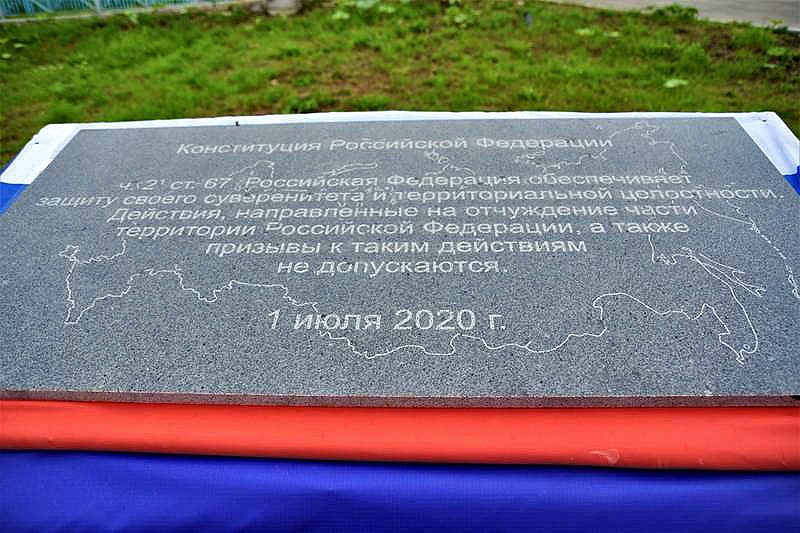 Конституция Российской Федерации
ч. 2 ст. 67 Российская Федерация обеспечивает
защиту своего суверенитета и территориальной целостности.
Действия, направленные на отчуждение части
территории Российской Федерации, а также
призывы к таким действиям
не допускаются.
1 июля 2020 г.